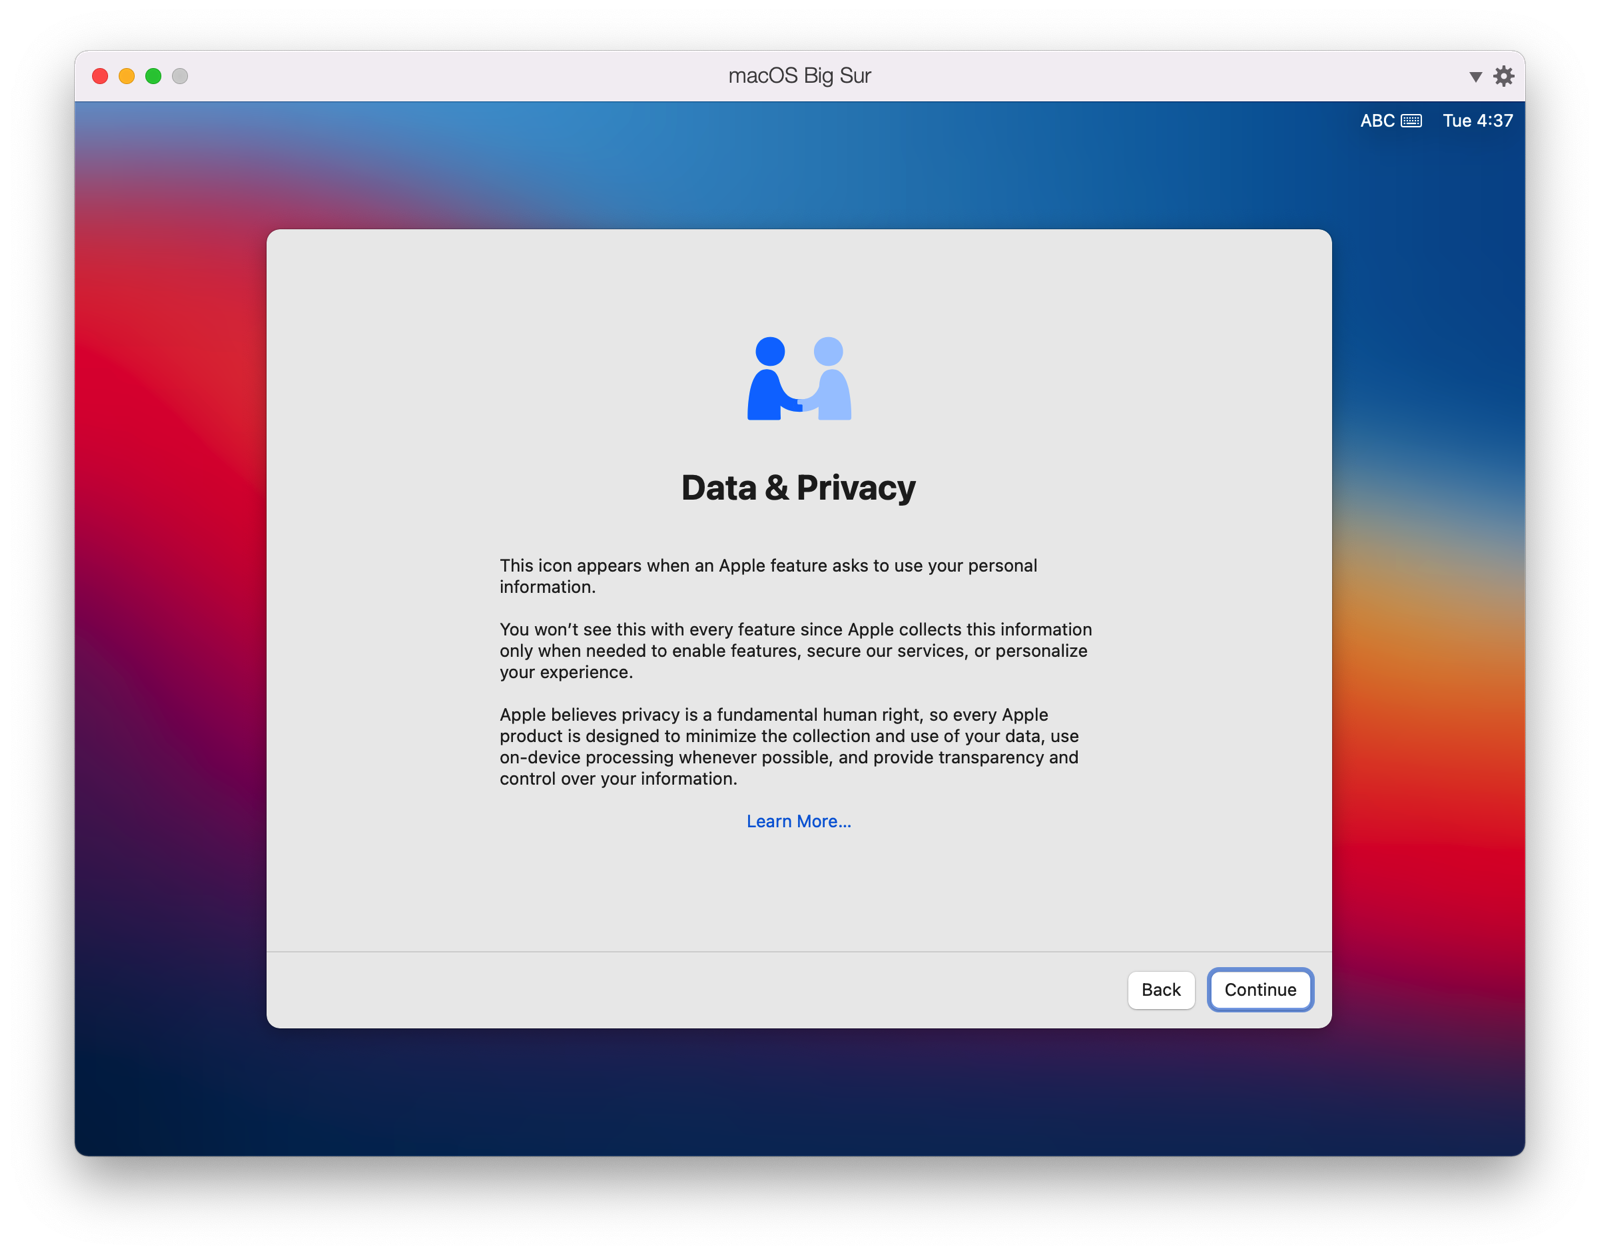 macOS Big Sur
ABC Tue 4:37
Data & Privacy
This icon appears when an Apple feature asks to use your personal
information.
You won’t see this with every feature since Apple collects this information
only when needed to enable features, secure our services, or personalize
your experience.
Apple believes privacy is a fundamental human right, so every Apple
product is designed to minimize the collection and use of your data, use
on-device processing whenever possible, and provide transparency and
control over your information.
Learn More...
Back Continue